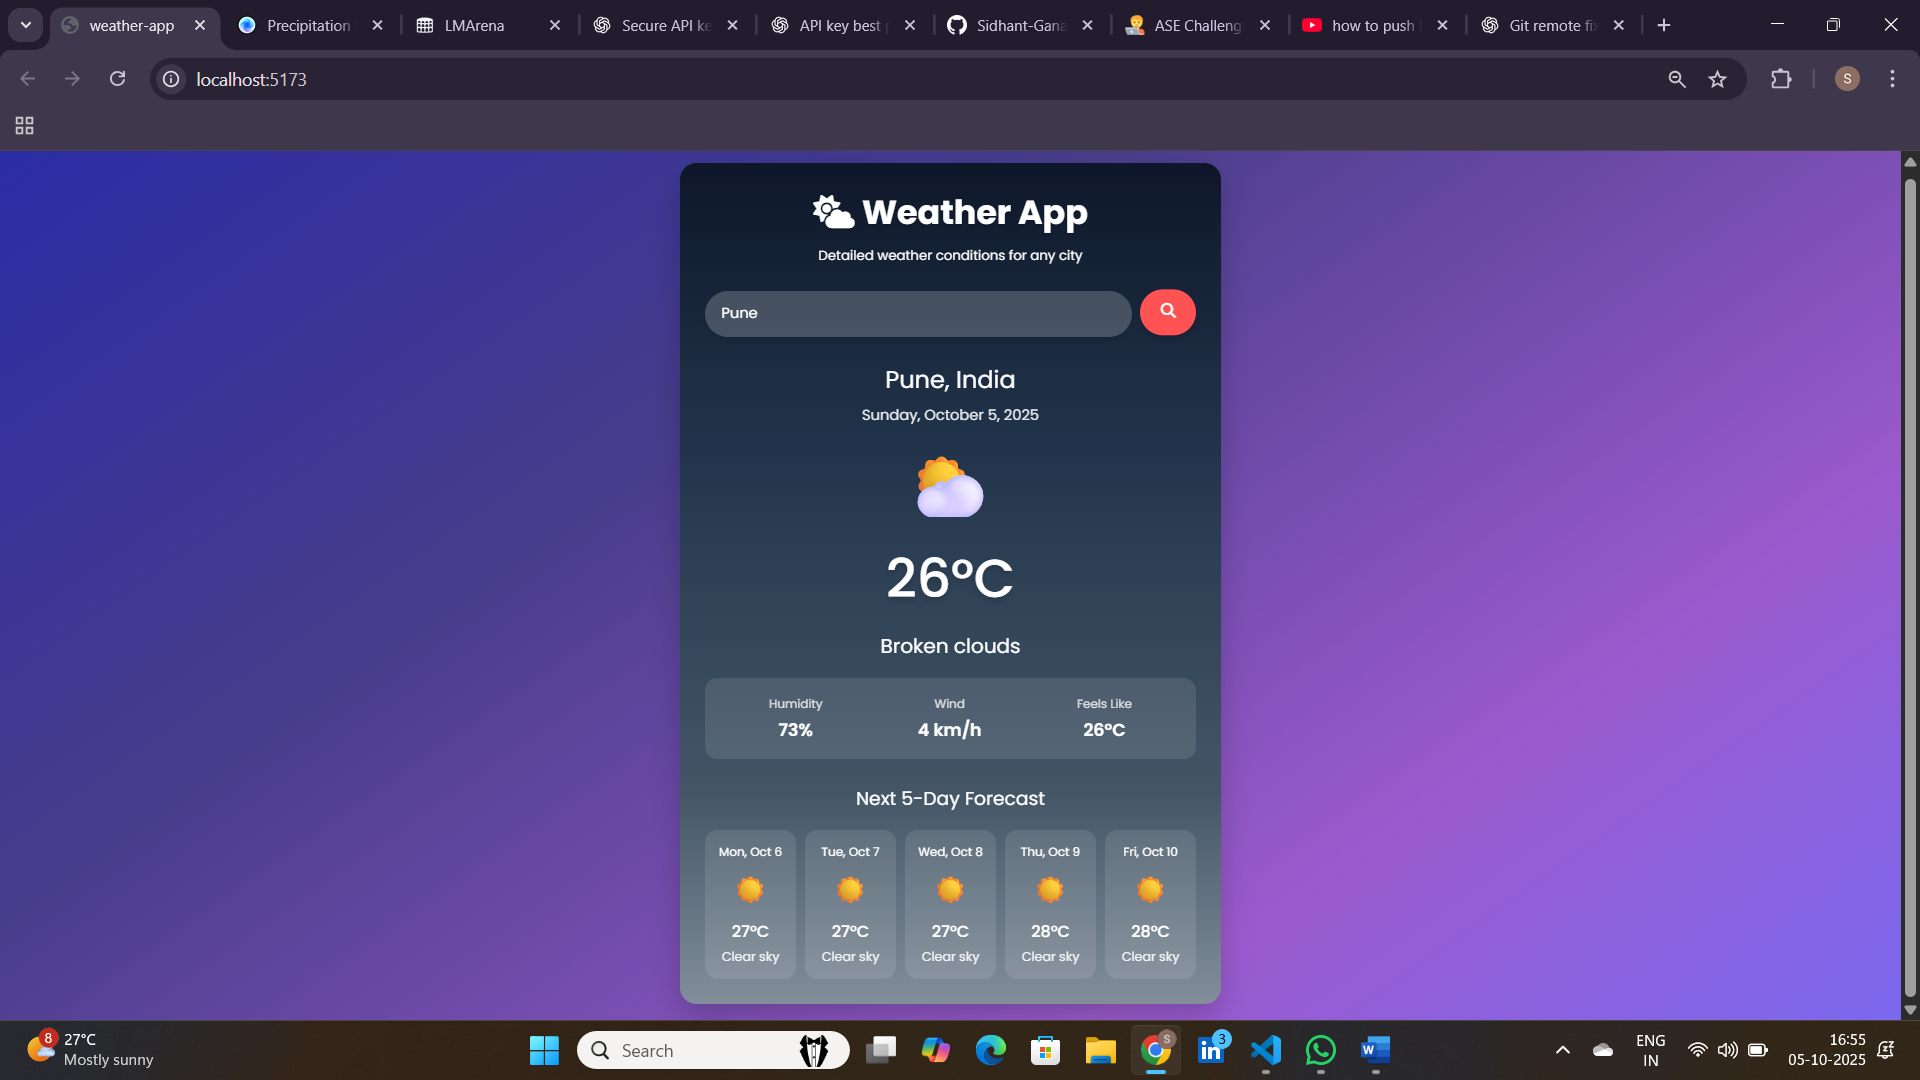 weather-app
Precipitation
LMArena
Secure API ke
API key best p
Sidhant-Gana
ASE Challeng
how to push
Git remote fix
localhost:5173
S
Weather App
Detailed weather conditions for any city
Pune
Pune, India
Sunday, October 5, 2025
26°C
Broken clouds
Humidity Wind Feels Like
73% 4 km/h 26°C
Next 5-Day Forecast
Mon, Oct 6 Tue, Oct 7 Wed, Oct 8 Thu, Oct 9 Fri, Oct 10
27°C 27°C 27°C 28°C 28°C
Clear sky Clear sky Clear sky Clear sky Clear sky
8
27°C
Mostly sunny
Search
S
3
W
ENG
IN
16:55
05-10-2025